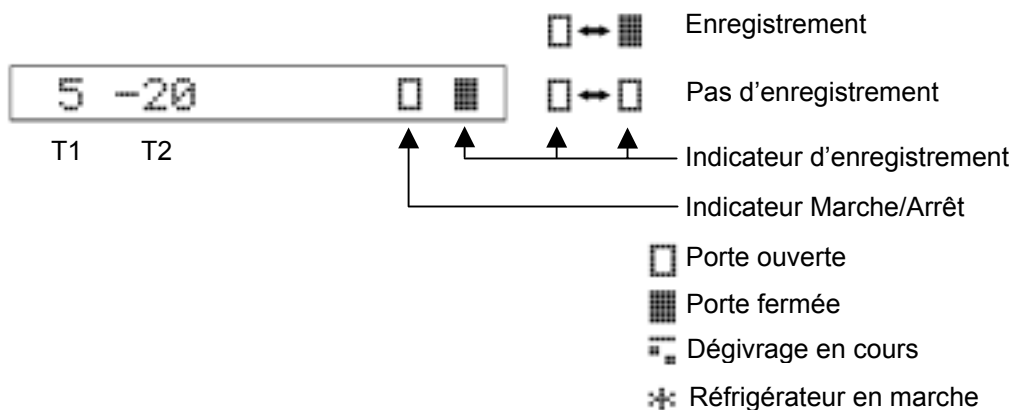 Enregistrement
5 -20
Pas d’enregistrement
T1 T2
Indicateur d’enregistrement
Indicateur Marche/Arrêt
Porte ouverte
Porte fermée
Dégivrage en cours
Réfrigérateur en marche